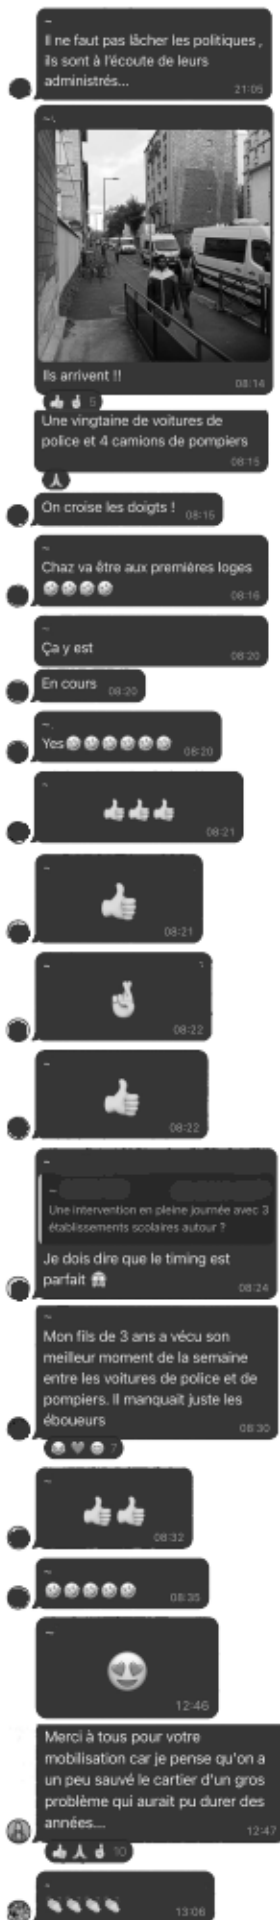 ~
Il ne faut pas lâcher les politiques ,
ils sont à l'écoute de leurs
administrés...
21:05
~.
Ils arrivent !!
08:14
5
Une vingtaine de voitures de
police et 4 camions de pompiers
08:15
On croise les doigts !
08:15
~
Chaz va être aux premières loges
08:16
~
Ça y est
08:20
En cours
08:20
~.
Yes
08:20
~
08:21
~
08:21
~
08:22
~
08:22
~
~
Une intervention en pleine journée avec 3
établissements scolaires autour ?
Je dois dire que le timing est
parfait
08:24
~
Mon fils de 3 ans a vécu son
meilleur moment de la semaine
entre les voitures de police et de
pompiers. Il manquait juste les
éboueurs
08:30
7
~
08:32
~
08:35
~
12:46
Merci à tous pour votre
mobilisation car je pense qu'on a
un peu sauvé le cartier d'un gros
problème qui aurait pu durer des
années...
12:47
10
~
13:06